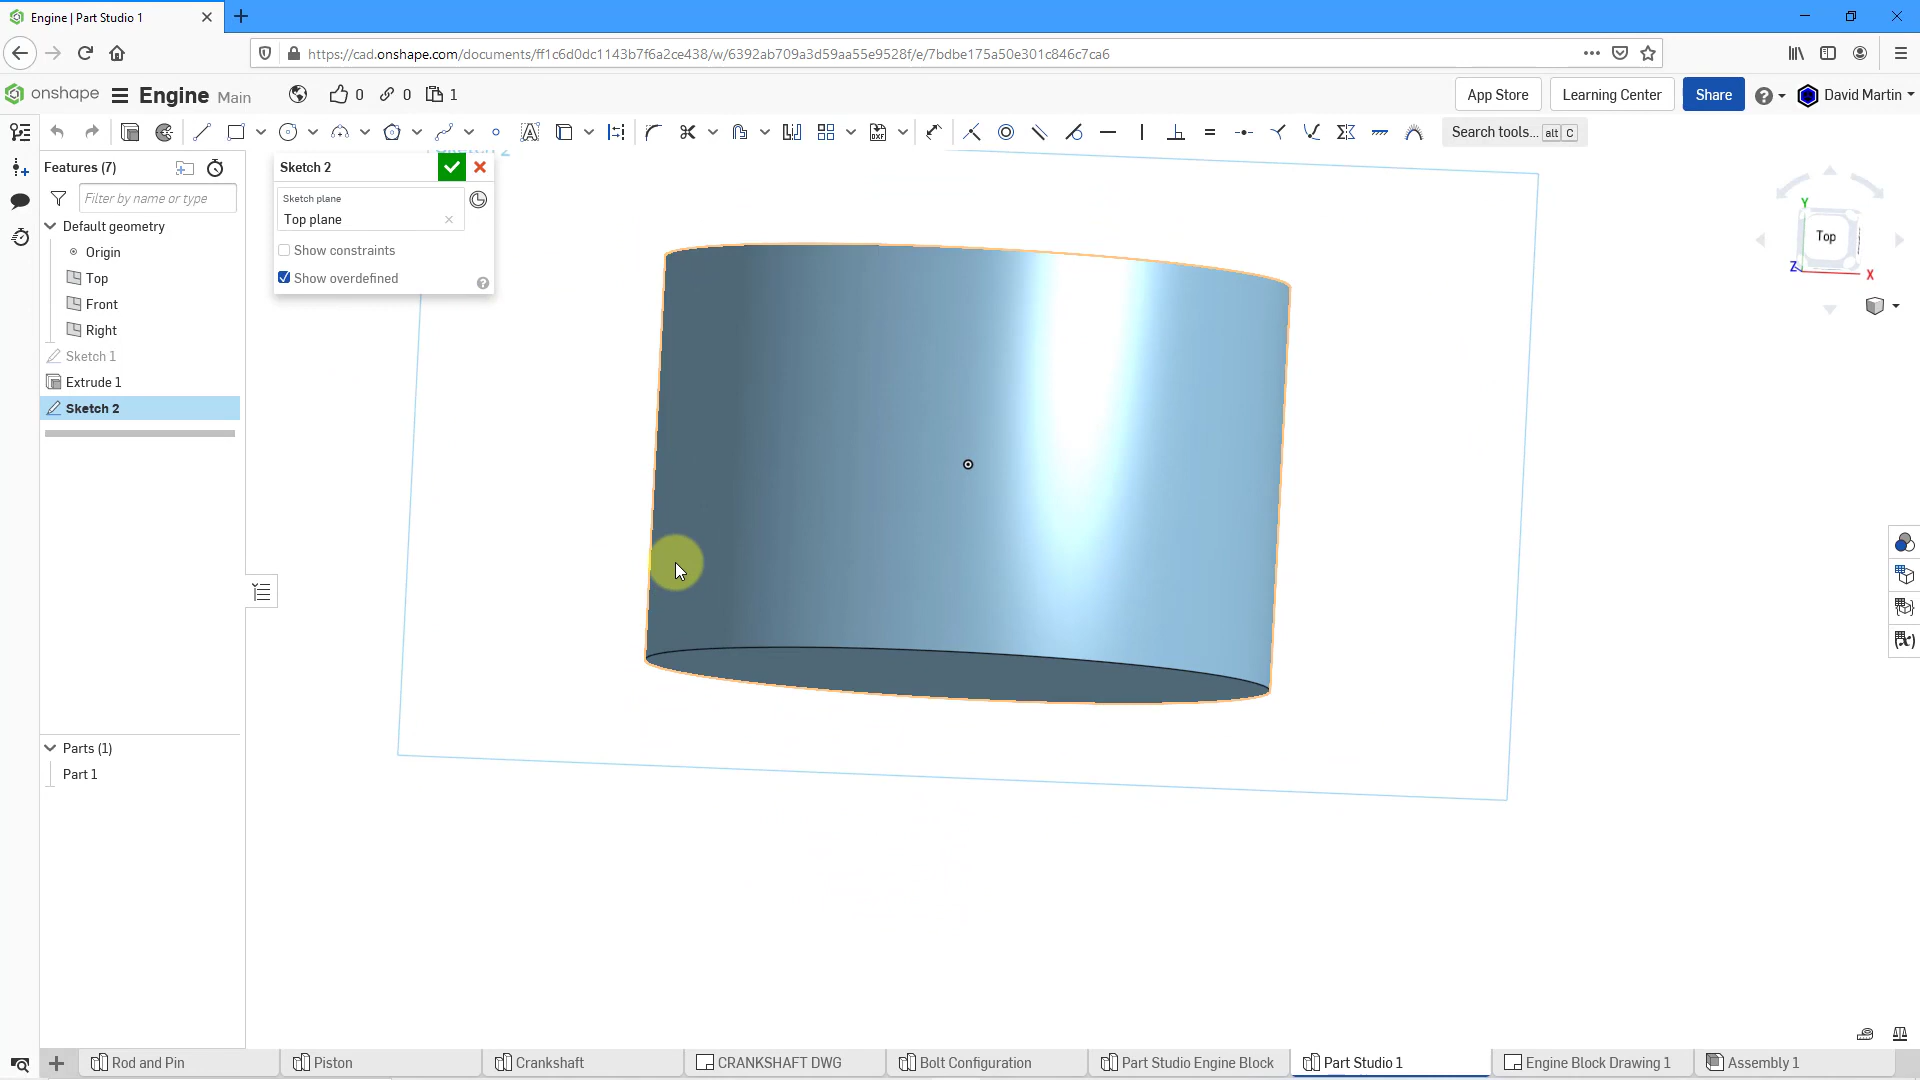 Engine | Part Studio 1
https://cad.onshape.com/documents/ff1c6d0dc1143b7f6a2ce438/w/6392ab709a3d59aa55e9528f/e/7bdbe175a50e301c846c7ca6
onshape Engine Main 0 0 1 App Store Learning Center Share David Martin
Search tools... alt C
Features (7)
Filter by name or type
Default geometry
Origin
Top
Front
Right
Sketch 1
Extrude 1
Sketch 2
Sketch 2
Sketch plane
Top plane
Show constraints
Show overdefined
Sketch 2
Y
Top
Z
X
Parts (1)
Part 1
Rod and Pin
Piston
Crankshaft
CRANKSHAFT DWG
Bolt Configuration
Part Studio Engine Block
Part Studio 1
Engine Block Drawing 1
Assembly 1